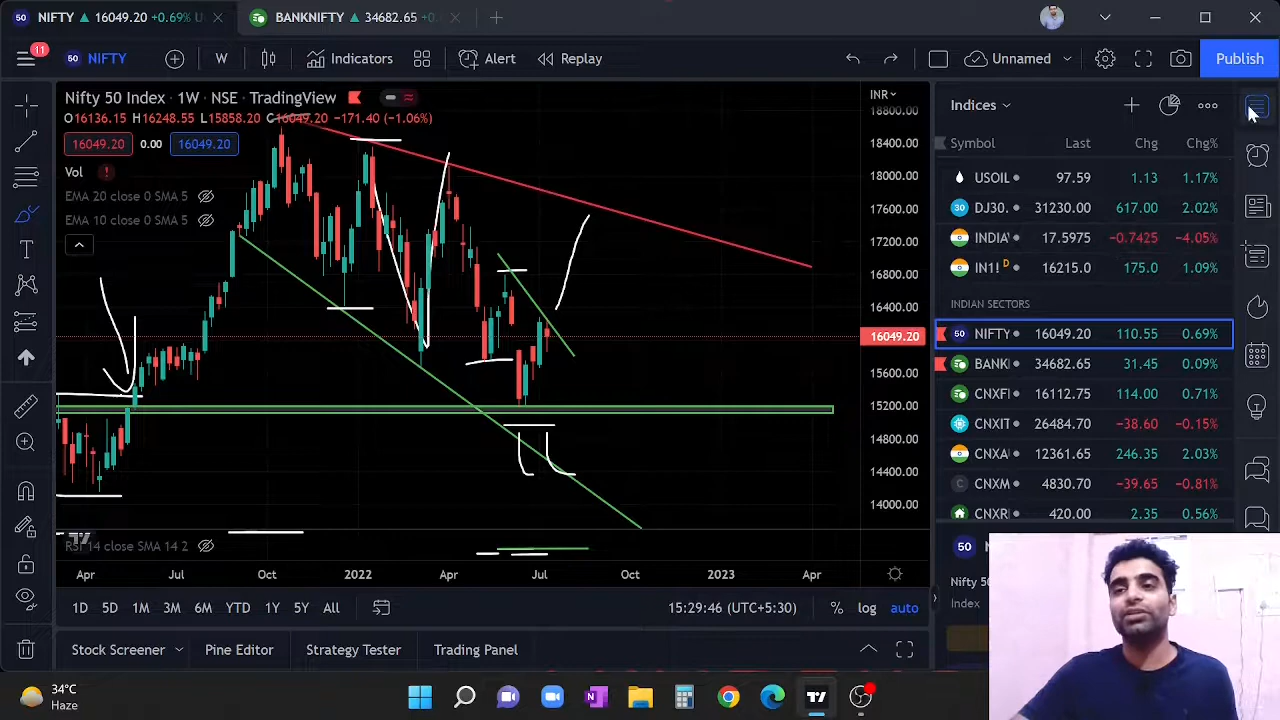 50 NIFTY ▲ 16049.20 +0.69% U
BANKNIFTY ▲ 34682.65 +0.
11
50 NIFTY
W
Indicators
Alert
Replay
Unnamed
Publish
Nifty 50 Index · 1W · NSE · TradingView
O16136.15 H16248.55 L15858.20 C16049.20 −171.40 (−1.06%)
16049.20 0.00 16049.20
Vol
EMA 20 close 0 SMA 5
EMA 10 close 0 SMA 5
RSI 14 close SMA 14 2
INR
18800.00
18400.00
18000.00
17600.00
17200.00
16800.00
16400.00
16049.20
15600.00
15200.00
14800.00
14400.00
14000.00
Apr Jul Oct 2022 Apr Jul Oct 2023 Apr
1D 5D 1M 3M 6M YTD 1Y 5Y All
15:29:46 (UTC+5:30) % log auto
Stock Screener Pine Editor Strategy Tester Trading Panel
Indices
Symbol Last Chg Chg%
USOIL 97.59 1.13 1.17%
30 DJ30. 31230.00 617.00 2.02%
INDIA 17.5975 −0.7425 −4.05%
IN1! D 16215.0 175.0 1.09%
INDIAN SECTORS
50 NIFTY 16049.20 110.55 0.69%
BANK 34682.65 31.45 0.09%
CNXFI 16112.75 114.00 0.71%
CNXIT 26484.70 −38.60 −0.15%
CNXA 12361.65 246.35 2.03%
C CNXM 4830.70 −39.65 −0.81%
CNXR 420.00 2.35 0.56%
50
Nifty 50
Index
34°C
Haze